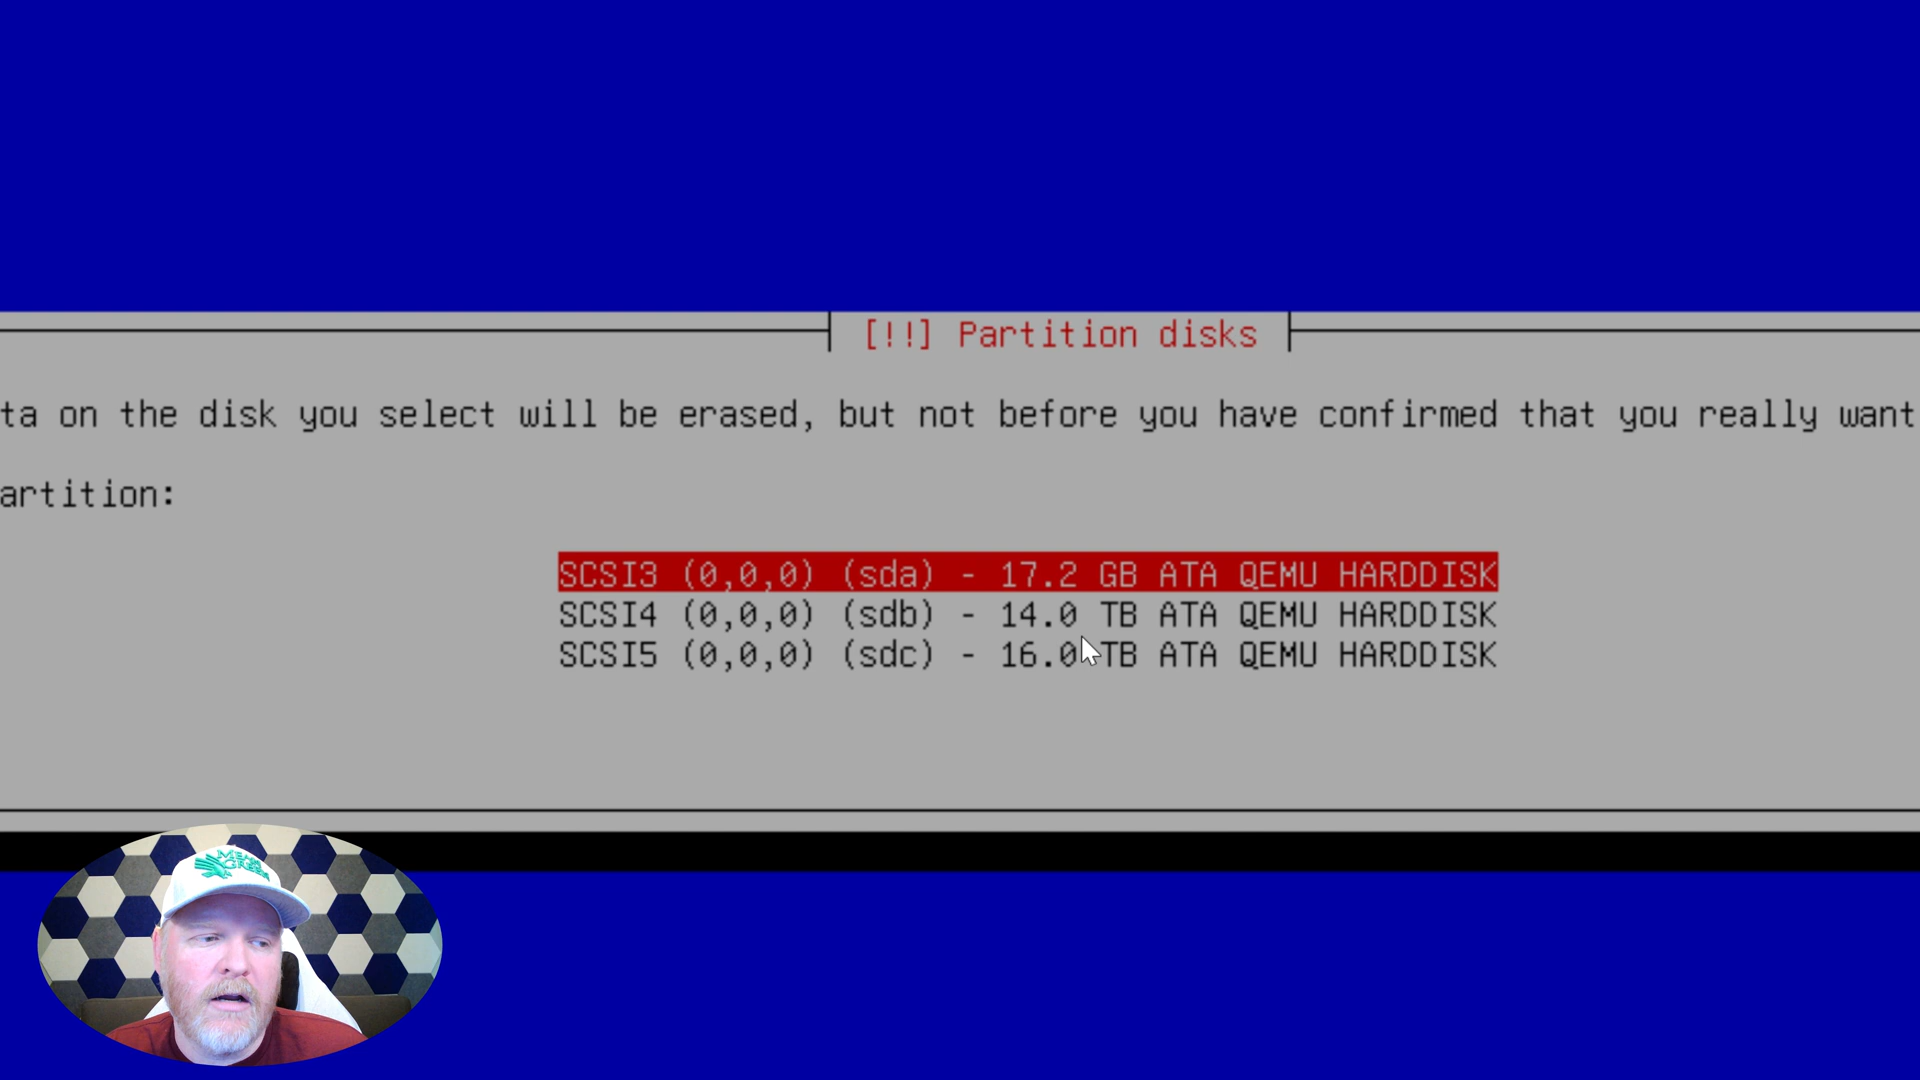 [!!] Partition disks
ta on the disk you select will be erased, but not before you have confirmed that you really want
artition:
SCSI3 (0,0,0) (sda) - 17.2 GB ATA QEMU HARDDISK
SCSI4 (0,0,0) (sdb) - 14.0 TB ATA QEMU HARDDISK
SCSI5 (0,0,0) (sdc) - 16.0 TB ATA QEMU HARDDISK
MEAN
GREEN